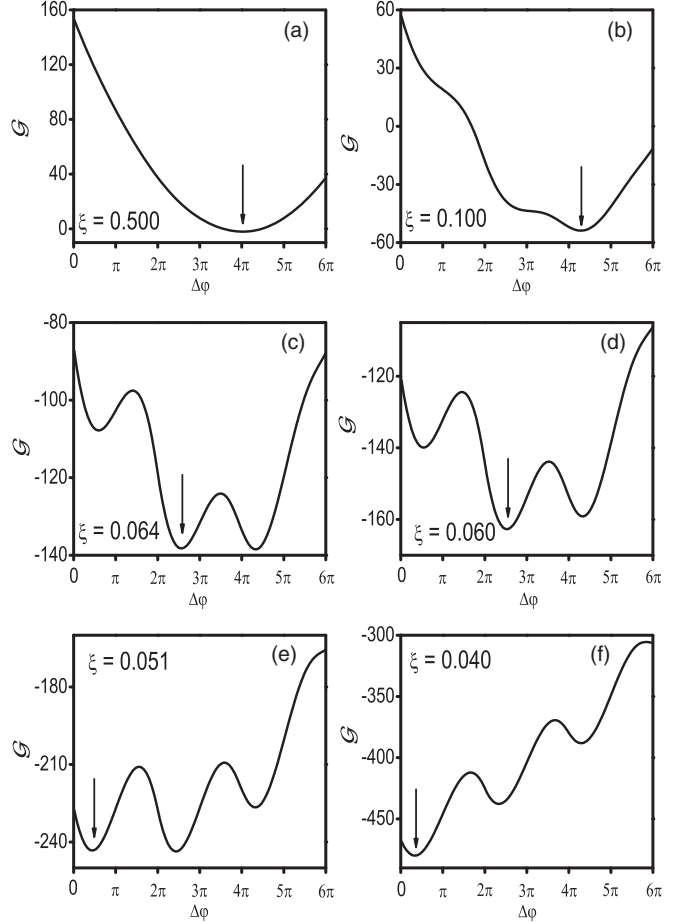 160
120
80
40
0
𝒢
(a)
ξ = 0.500
0 π 2π 3π 4π 5π 6π
Δφ
60
30
0
-30
-60
𝒢
(b)
ξ = 0.100
0 π 2π 3π 4π 5π 6π
Δφ
-80
-100
-120
-140
𝒢
(c)
ξ = 0.064
0 π 2π 3π 4π 5π 6π
Δφ
-120
-140
-160
𝒢
(d)
ξ = 0.060
0 π 2π 3π 4π 5π 6π
Δφ
-180
-210
-240
𝒢
(e)
ξ = 0.051
0 π 2π 3π 4π 5π 6π
Δφ
-300
-350
-400
-450
𝒢
(f)
ξ = 0.040
0 π 2π 3π 4π 5π 6π
Δφ